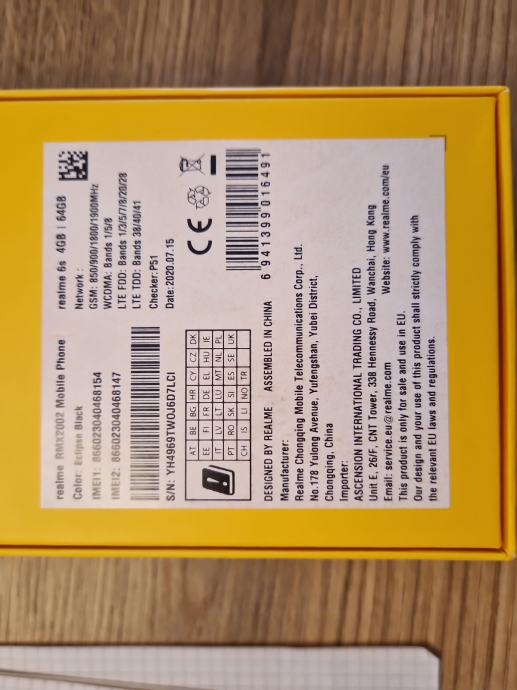 realme RMX2002 Mobile Phone
Color: Eclipse Black
IMEI1: 866023040468154
IMEI2: 866023040468147
S/N: YH4969TWOJ6D7LCI
realme 6s 4GB | 64GB
Network :
GSM: 850/900/1800/1900MHz
WCDMA: Bands 1/5/8
LTE FDD: Bands 1/3/5/7/8/20/28
LTE TDD: Bands 38/40/41
Checker:P51
Date:2020.07.15
CE
AT BE BG HR CY CZ DK
EE FI FR DE EL HU IE
IT LV LT LU MT NL PL
PT RO SK SI ES SE UK
CH IS LI NO TR
6 941399 016491
DESIGNED BY REALME ASSEMBLED IN CHINA
Manufacturer:
Realme Chongqing Mobile Telecommunications Corp., Ltd.
No.178 Yulong Avenue, Yufengshan, Yubei District,
Chongqing, China
Importer:
ASCENSION INTERNATIONAL TRADING CO., LIMITED
Unit E, 26/F, CNT Tower, 338 Hennessy Road, Wanchai, Hong Kong
Email: service.eu@realme.com Website: www.realme.com/eu
This product is only for sale and use in EU.
Our design and your use of this product shall strictly comply with
the relevant EU laws and regulations.